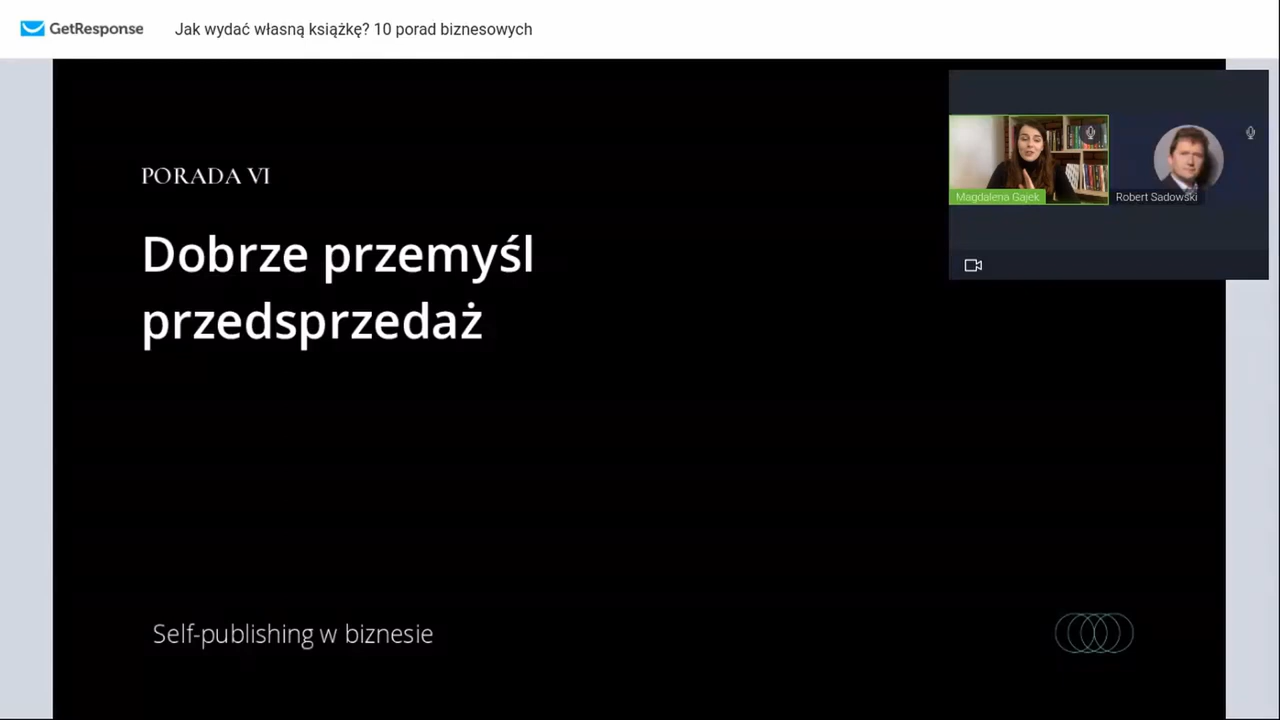 GetResponse
Jak wydać własną książkę? 10 porad biznesowych
PORADA VI
Dobrze przemyśl
przedsprzedaż
Magdalena Gajek
Robert Sadowski
Self-publishing w biznesie